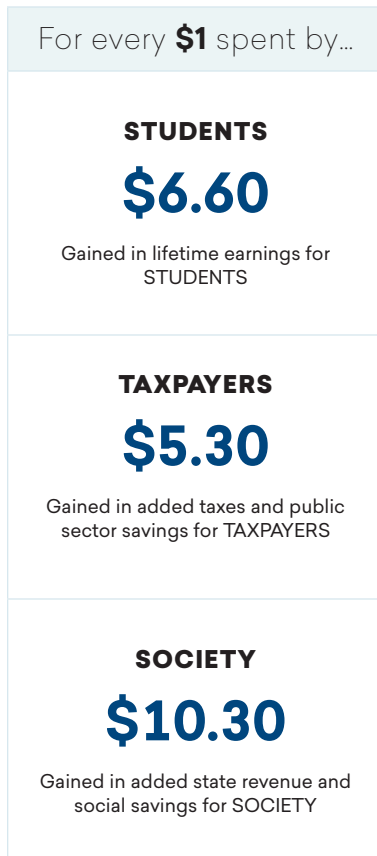 For every $1 spent by...
STUDENTS
$6.60
Gained in lifetime earnings for
STUDENTS
TAXPAYERS
$5.30
Gained in added taxes and public
sector savings for TAXPAYERS
SOCIETY
$10.30
Gained in added state revenue and
social savings for SOCIETY